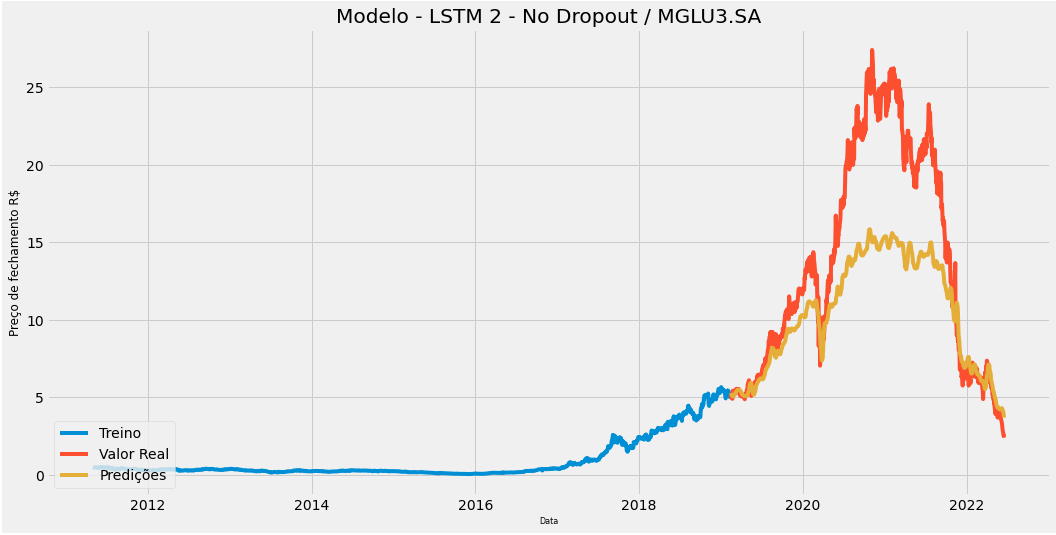 Modelo - LSTM 2 - No Dropout / MGLU3.SA
Preço de fechamento R$
25
20
15
10
5
0
Treino
Valor Real
Predições
2012
2014
2016
2018
2020
2022
Data